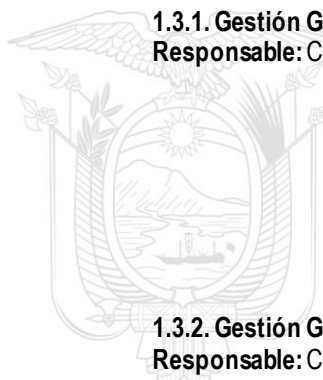 1.3.1. Gestión G
Responsable: C
1.3.2. Gestión G
Responsable: C